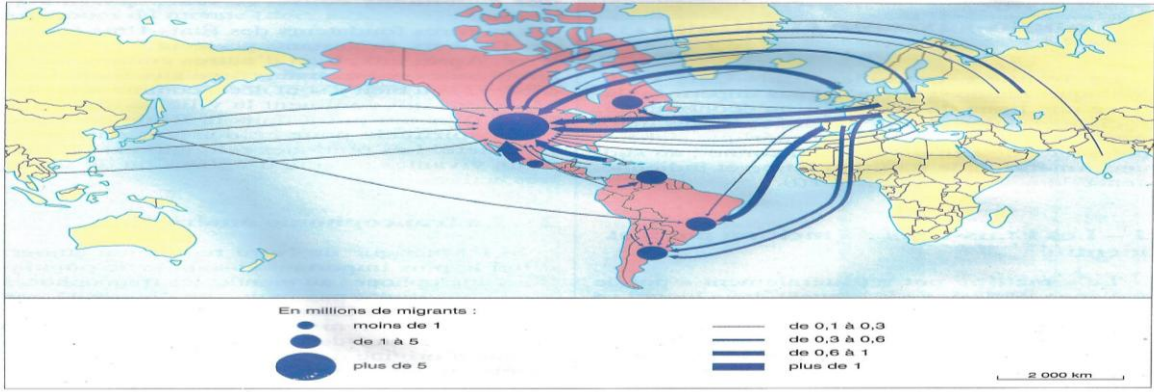 En millions de migrants :
moins de 1
de 1 à 5
plus de 5
de 0,1 à 0,3
de 0,3 à 0,6
de 0,6 à 1
plus de 1
2 000 km